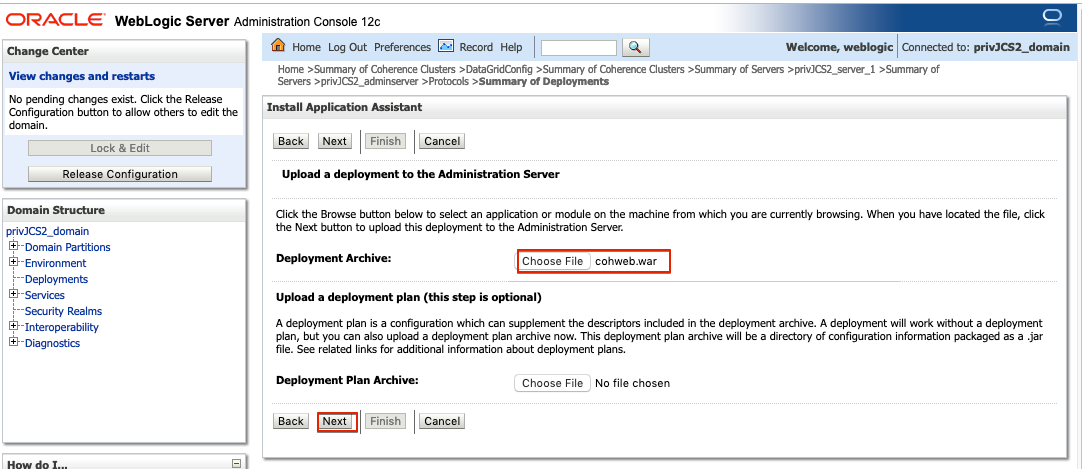 ORACLE WebLogic Server Administration Console 12c
Change Center
View changes and restarts
No pending changes exist. Click the Release
Configuration button to allow others to edit the
domain.
Lock & Edit
Release Configuration
Domain Structure
privJCS2_domain
Domain Partitions
Environment
Deployments
Services
Security Realms
Interoperability
Diagnostics
How do I...
Home Log Out Preferences Record Help
Welcome, weblogic Connected to: privJCS2_domain
Home >Summary of Coherence Clusters >DataGridConfig >Summary of Coherence Clusters >Summary of Servers >privJCS2_server_1 >Summary of
Servers >privJCS2_adminserver >Protocols >Summary of Deployments
Install Application Assistant
Back Next Finish Cancel
Upload a deployment to the Administration Server
Click the Browse button below to select an application or module on the machine from which you are currently browsing. When you have located the file, click
the Next button to upload this deployment to the Administration Server.
Deployment Archive: Choose File cohweb.war
Upload a deployment plan (this step is optional)
A deployment plan is a configuration which can supplement the descriptors included in the deployment archive. A deployment will work without a deployment
plan, but you can also upload a deployment plan archive now. This deployment plan archive will be a directory of configuration information packaged as a .jar
file. See related links for additional information about deployment plans.
Deployment Plan Archive: Choose File No file chosen
Back Next Finish Cancel